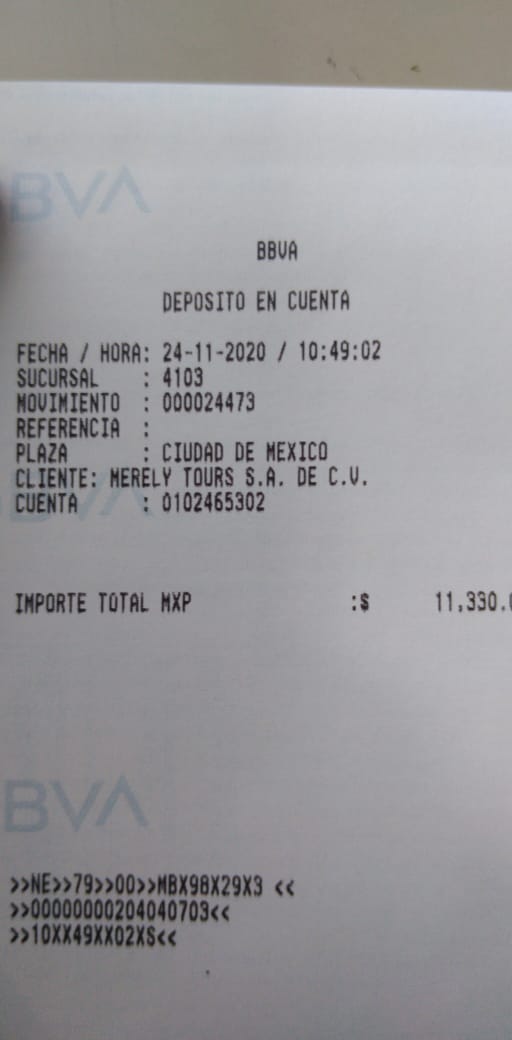 BBVA
BBVA
DEPOSITO EN CUENTA
FECHA / HORA: 24-11-2020 / 10:49:02
SUCURSAL : 4103
MOVIMIENTO : 000024473
REFERENCIA :
PLAZA : CIUDAD DE MEXICO
CLIENTE: MERELY TOURS S.A. DE C.V.
CUENTA : 0102465302
IMPORTE TOTAL MXP :$ 11,330.
BBVA
>>NE>>79>>00>>MBX98X29X3 <<
>>00000000204040703<<
>>10XX49XX02XS<<